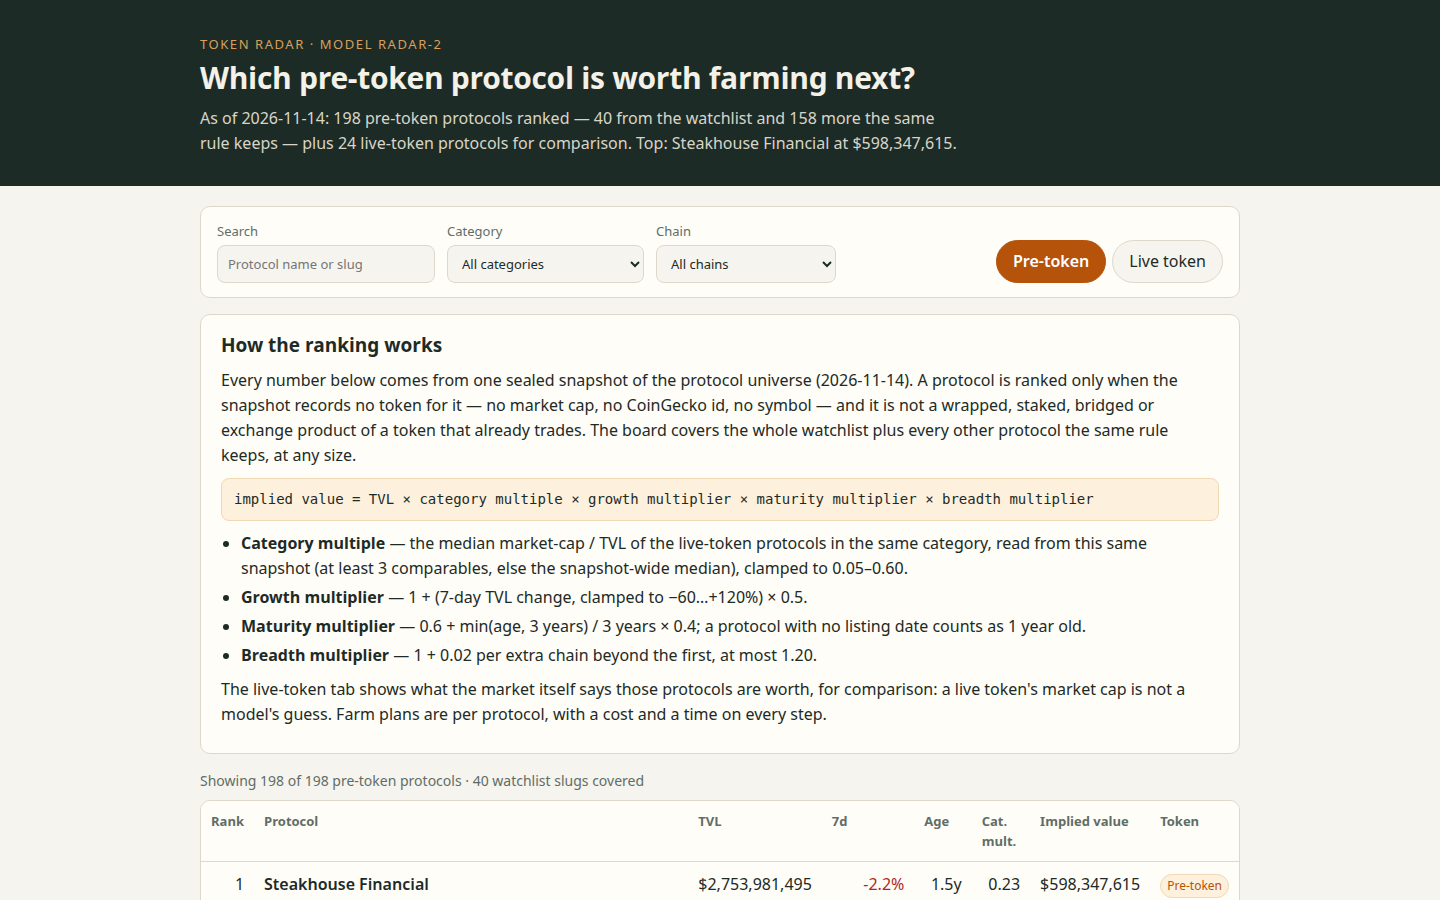 TOKEN RADAR · MODEL RADAR-2
Which pre-token protocol is worth farming next?
As of 2026-11-14: 198 pre-token protocols ranked — 40 from the watchlist and 158 more the same
rule keeps — plus 24 live-token protocols for comparison. Top: Steakhouse Financial at $598,347,615.
Search Category Chain
Protocol name or slug All categories All chains Pre-token Live token
How the ranking works
Every number below comes from one sealed snapshot of the protocol universe (2026-11-14). A protocol is ranked only when the
snapshot records no token for it — no market cap, no CoinGecko id, no symbol — and it is not a wrapped, staked, bridged or
exchange product of a token that already trades. The board covers the whole watchlist plus every other protocol the same rule
keeps, at any size.
implied value = TVL × category multiple × growth multiplier × maturity multiplier × breadth multiplier
• Category multiple — the median market-cap / TVL of the live-token protocols in the same category, read from this same
snapshot (at least 3 comparables, else the snapshot-wide median), clamped to 0.05–0.60.
• Growth multiplier — 1 + (7-day TVL change, clamped to −60…+120%) × 0.5.
• Maturity multiplier — 0.6 + min(age, 3 years) / 3 years × 0.4; a protocol with no listing date counts as 1 year old.
• Breadth multiplier — 1 + 0.02 per extra chain beyond the first, at most 1.20.
The live-token tab shows what the market itself says those protocols are worth, for comparison: a live token's market cap is not a
model's guess. Farm plans are per protocol, with a cost and a time on every step.
Showing 198 of 198 pre-token protocols · 40 watchlist slugs covered
Rank Protocol TVL 7d Age Cat. mult. Implied value Token
1 Steakhouse Financial $2,753,981,495 -2.2% 1.5y 0.23 $598,347,615 Pre-token